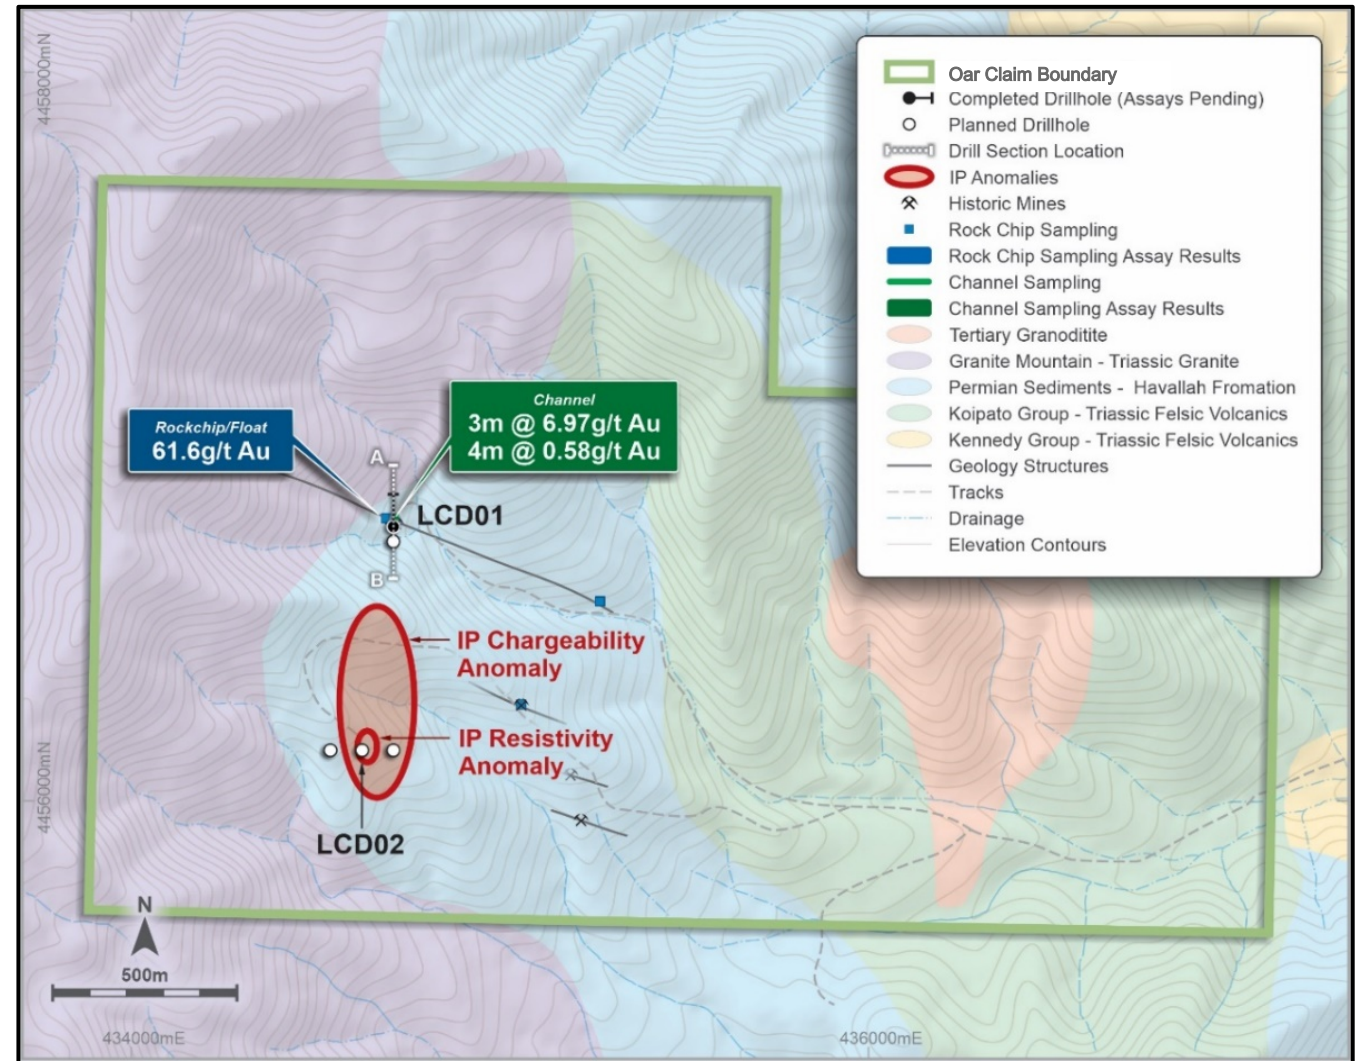 4458000mN
Oar Claim Boundary
Completed Drillhole (Assays Pending)
Planned Drillhole
Drill Section Location
IP Anomalies
Historic Mines
Rock Chip Sampling
Rock Chip Sampling Assay Results
Channel Sampling
Channel Sampling Assay Results
Tertiary Granoditite
Granite Mountain - Triassic Granite
Permian Sediments - Havallah Fromation
Koipato Group - Triassic Felsic Volcanics
Kennedy Group - Triassic Felsic Volcanics
Geology Structures
Tracks
Drainage
Elevation Contours
Rockchip/Float
61.6g/t Au
Channel
3m @ 6.97g/t Au
4m @ 0.58g/t Au
A
LCD01
B
IP Chargeability
Anomaly
IP Resistivity
Anomaly
LCD02
4456000mN
N
500m
434000mE
436000mE